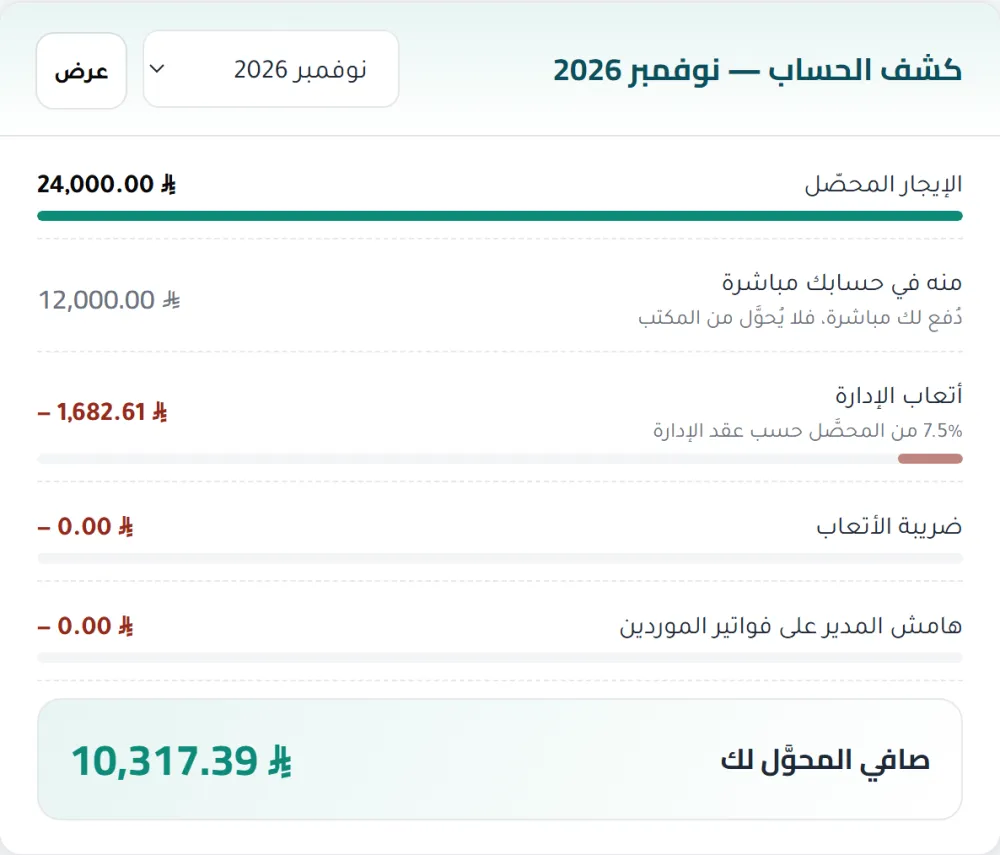 كشف الحساب — نوفمبر 2026
نوفمبر 2026
عرض
الإيجار المحصّل
24,000.00 ⃁
منه في حسابك مباشرة
دُفع لك مباشرة، فلا يُحوَّل من المكتب
12,000.00 ⃁
أتعاب الإدارة
7.5% من المحصَّل حسب عقد الإدارة
– 1,682.61 ⃁
ضريبة الأتعاب
– 0.00 ⃁
هامش المدير على فواتير الموردين
– 0.00 ⃁
صافي المحوَّل لك
10,317.39 ⃁